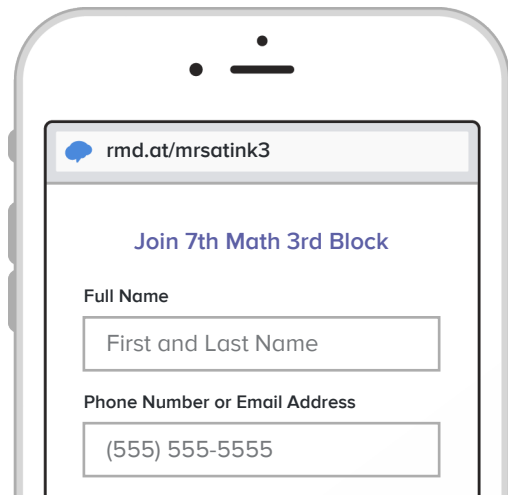 rmd.at/mrsatink3
Join 7th Math 3rd Block
Full Name
First and Last Name
Phone Number or Email Address
(555) 555-5555